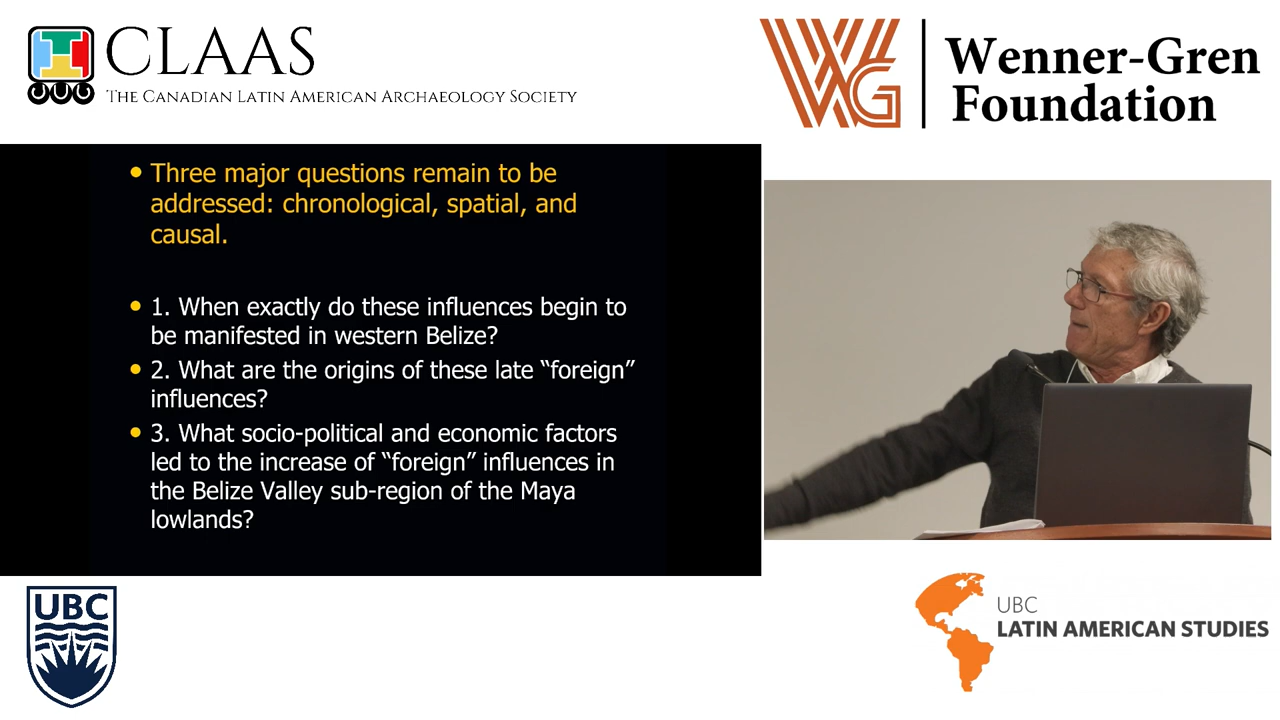 CLAAS
The Canadian Latin American Archaeology Society
WG
Wenner-Gren
Foundation
• Three major questions remain to be
addressed: chronological, spatial, and
causal.
• 1. When exactly do these influences begin to
be manifested in western Belize?
• 2. What are the origins of these late “foreign”
influences?
• 3. What socio-political and economic factors
led to the increase of “foreign” influences in
the Belize Valley sub-region of the Maya
lowlands?
UBC
UBC
LATIN AMERICAN STUDIES